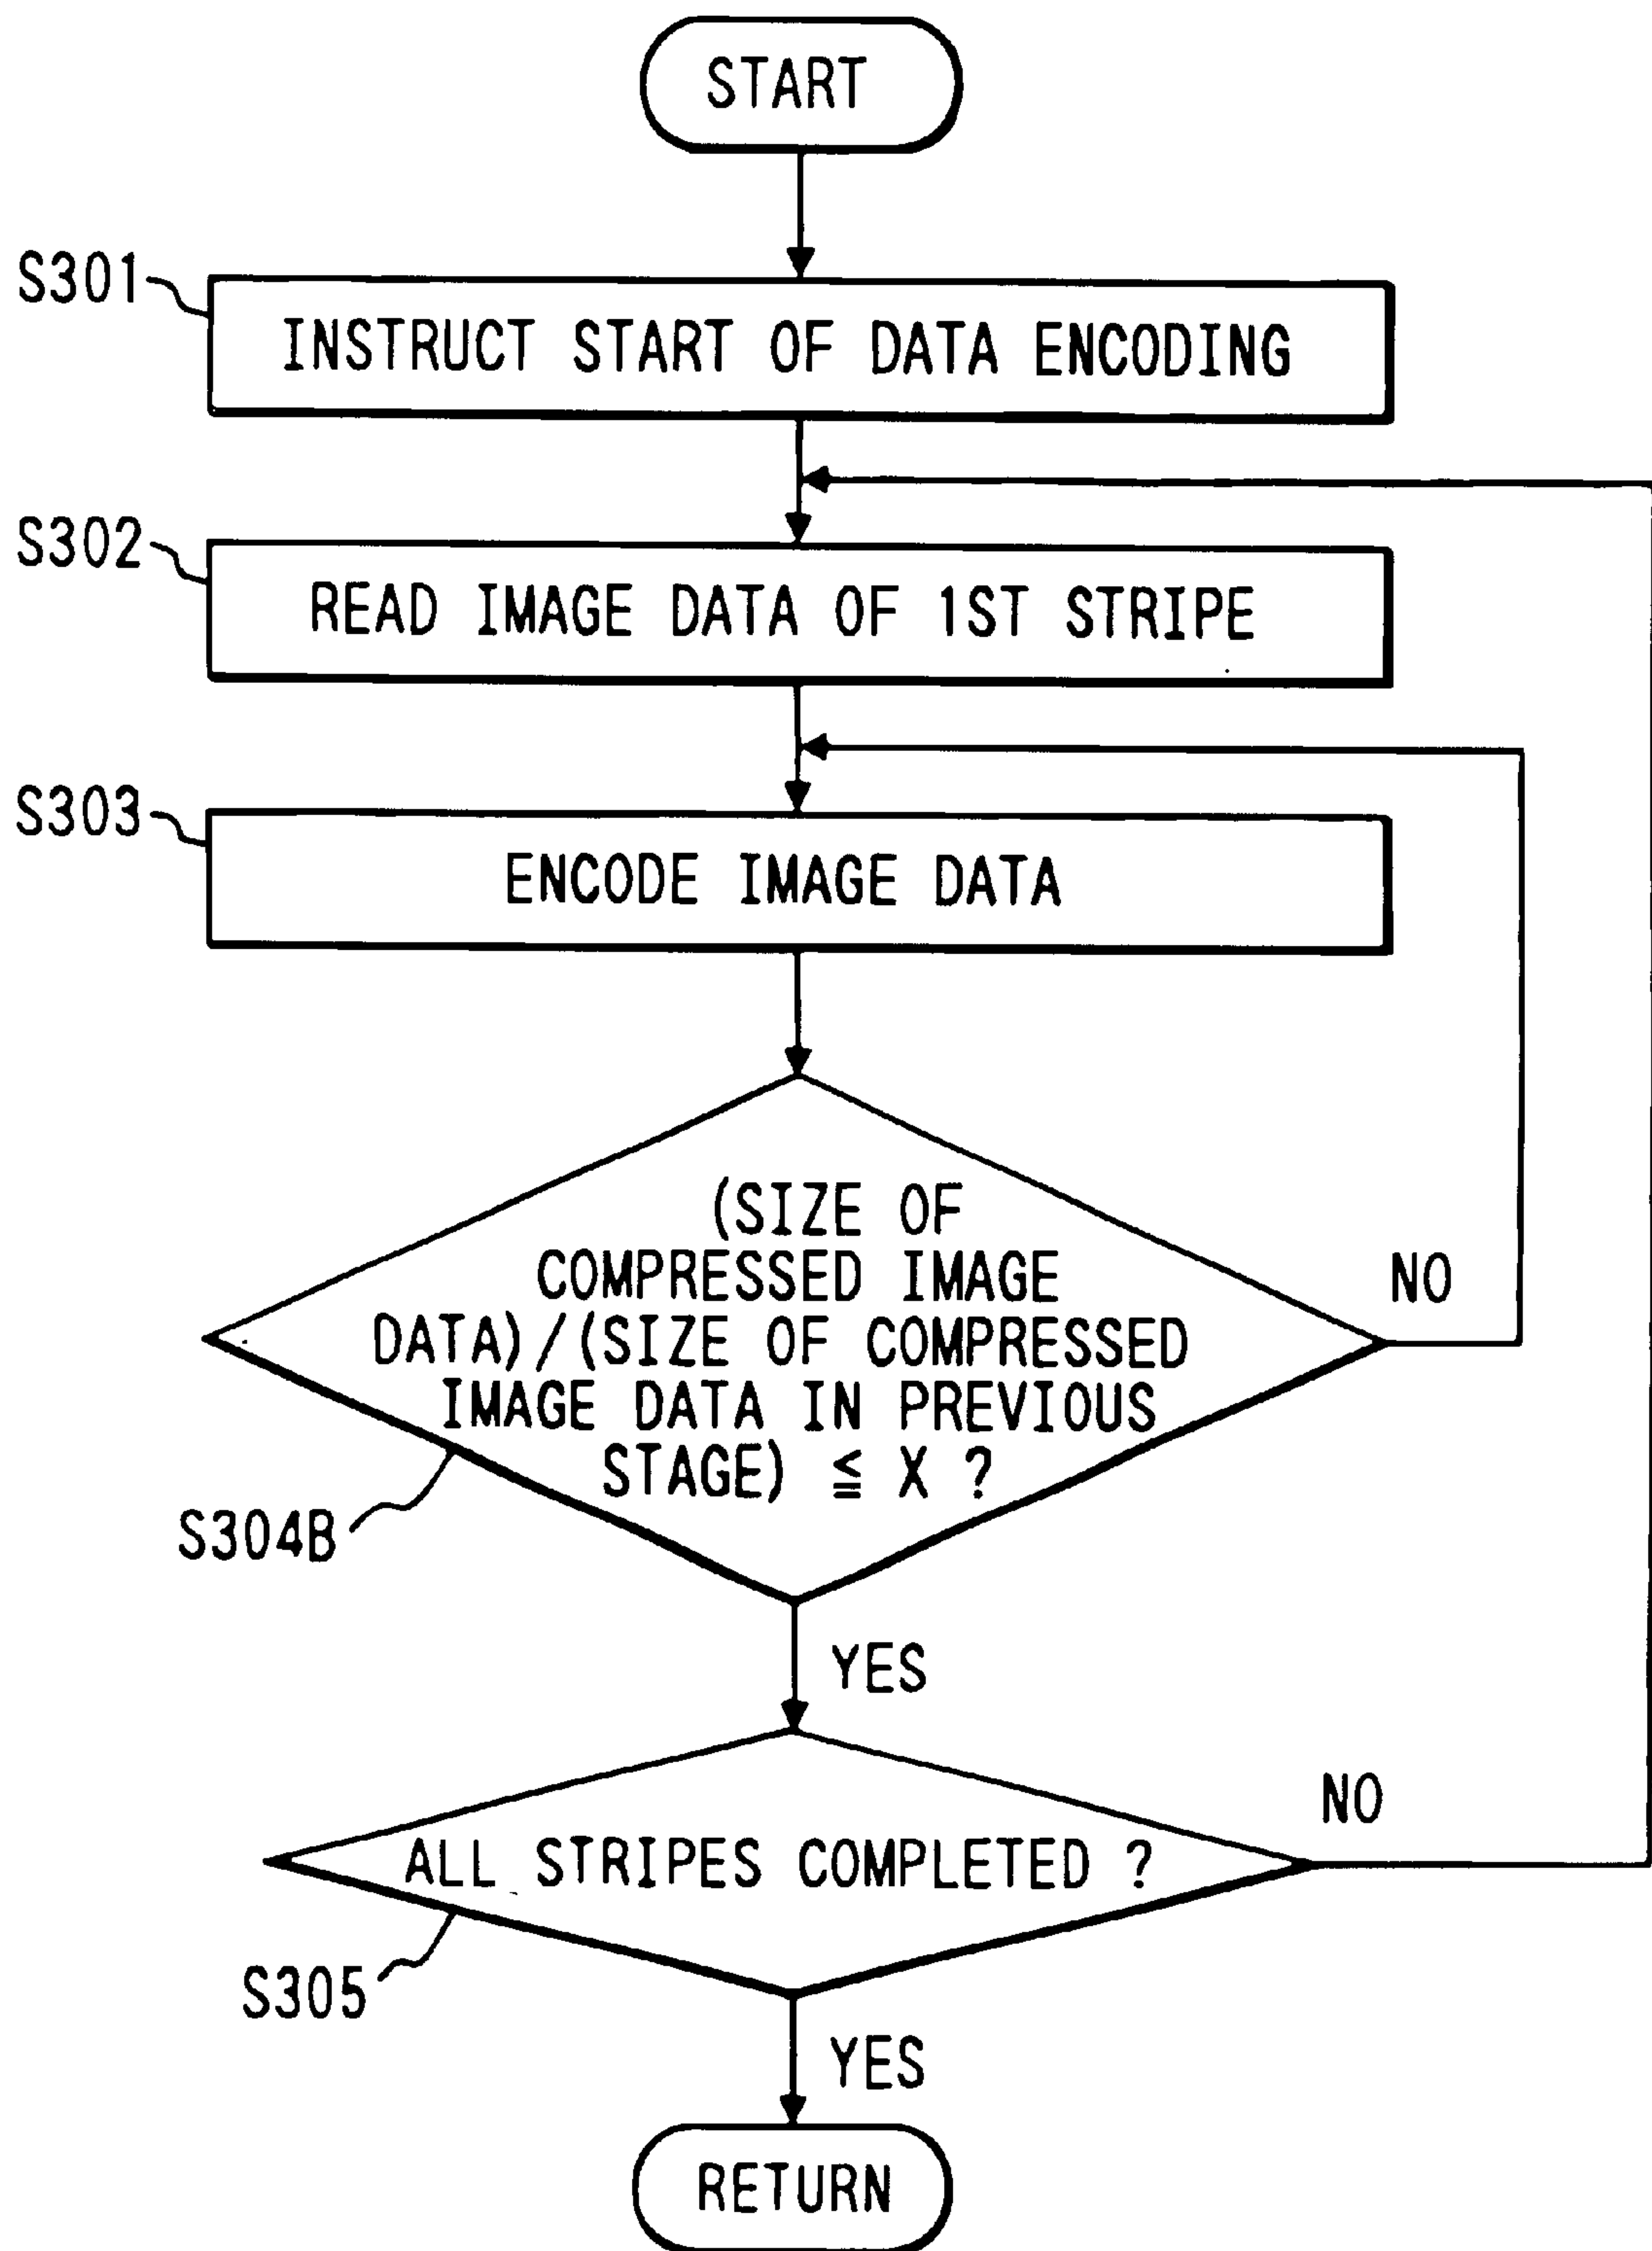 START
S301
INSTRUCT START OF DATA ENCODING
S302
READ IMAGE DATA OF 1ST STRIPE
S303
ENCODE IMAGE DATA
(SIZE OF
COMPRESSED IMAGE
DATA)/(SIZE OF COMPRESSED
IMAGE DATA IN PREVIOUS
STAGE) ≦ X ?
NO
S304B
YES
ALL STRIPES COMPLETED ?
NO
S305
YES
RETURN